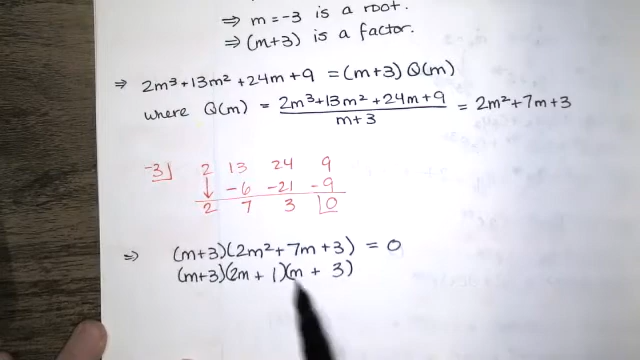 ⇒ m = -3 is a root.
⇒ (m+3) is a factor.
⇒ 2m³+13m²+24m+9 = (m+3) Q(m)
where Q(m) = (2m³+13m²+24m+9)/(m+3) = 2m²+7m+3
-3| 2 13 24 9
↓ -6 -21 -9
2 7 3 |0
⇒ (m+3)(2m²+7m+3) = 0
(m+3)(2m+1)(m+3)